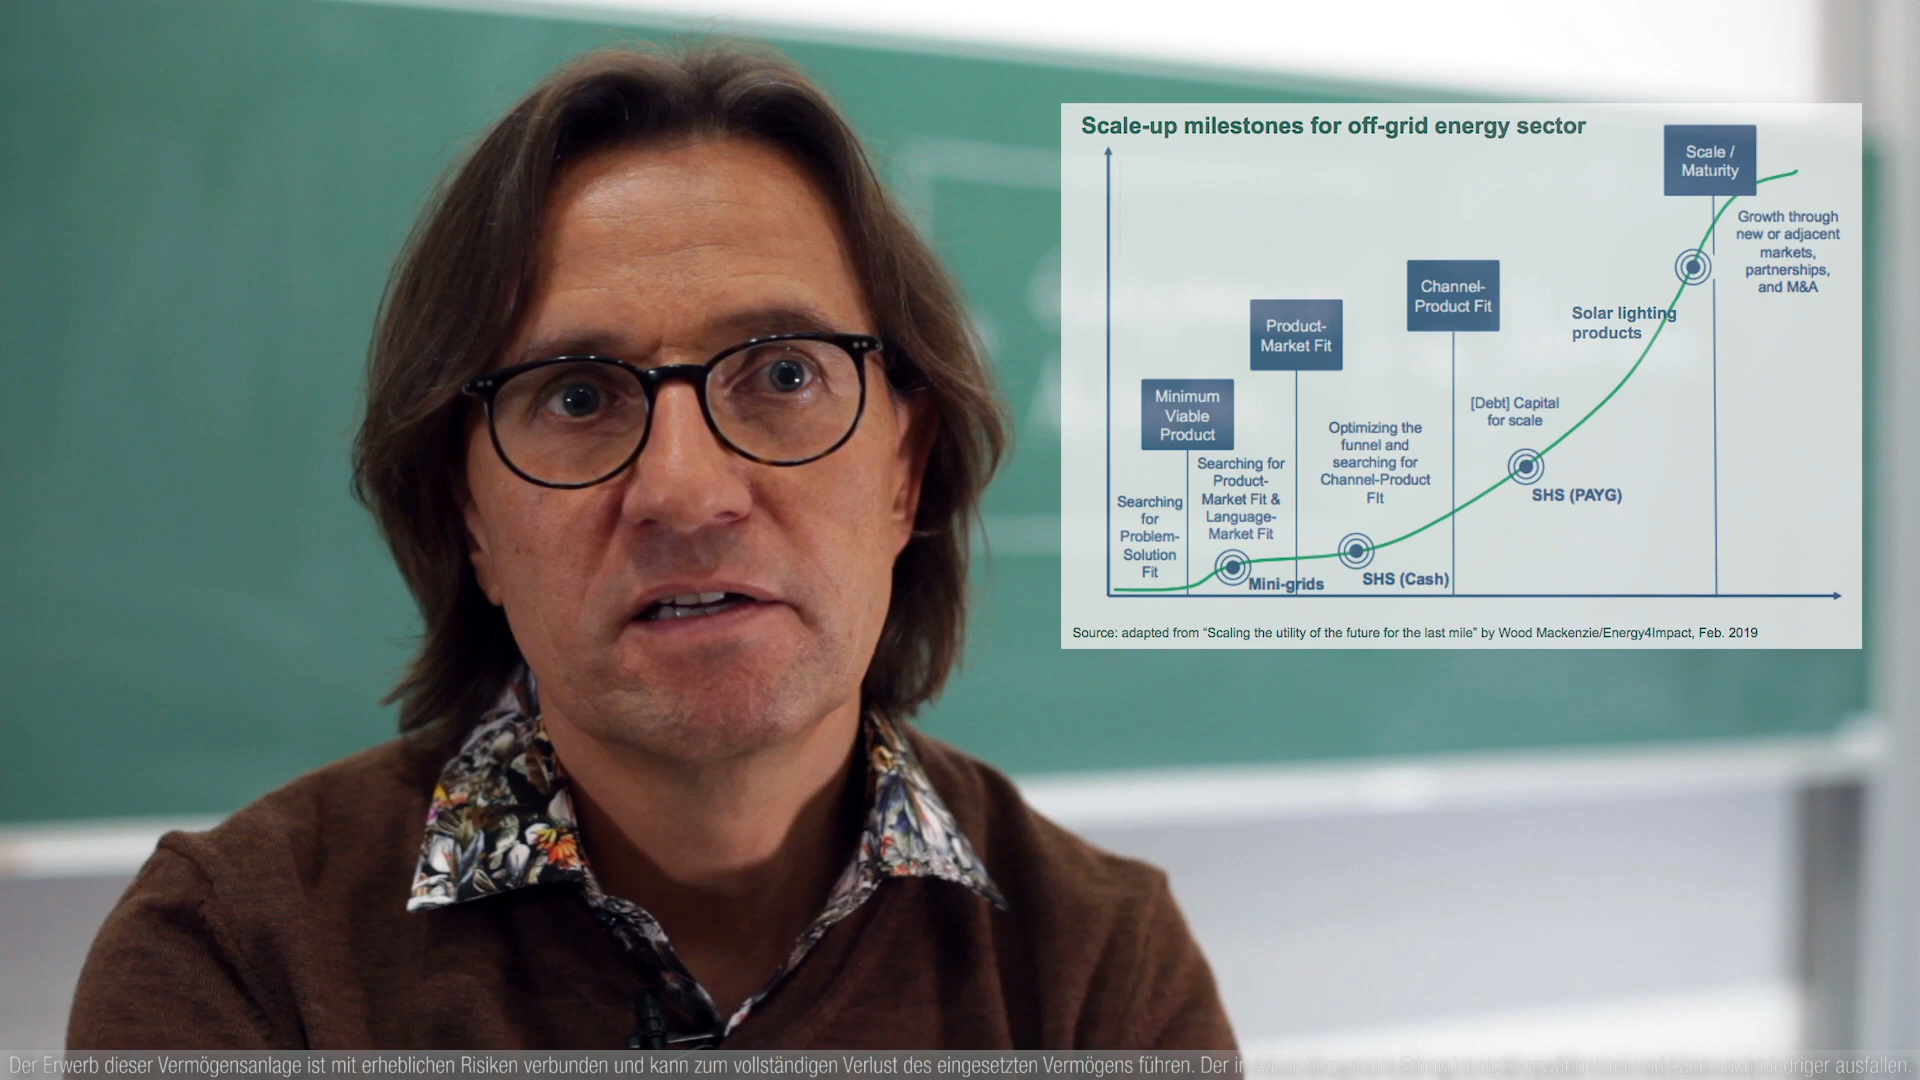 Scale-up milestones for off-grid energy sector
Scale /
Maturity
Growth through
new or adjacent
markets,
partnerships,
and M&A
Channel-
Product Fit
Product-
Market Fit
Solar lighting
products
Minimum
Viable
Product
[Debt] Capital
for scale
Optimizing the
funnel and
searching for
Channel-Product
FIt
Searching for
Product-
Market Fit &
Language-
Market Fit
Searching
for
Problem-
Solution
Fit
SHS (PAYG)
SHS (Cash)
Mini-grids
Source: adapted from “Scaling the utility of the future for the last mile” by Wood Mackenzie/Energy4Impact, Feb. 2019
Der Erwerb dieser Vermögensanlage ist mit erheblichen Risiken verbunden und kann zum vollständigen Verlust des eingesetzten Vermögens führen. Der niedriger ausfallen.